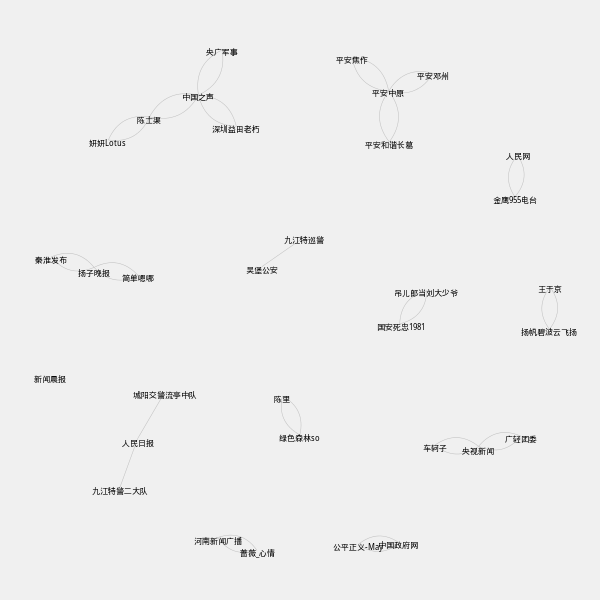 央广军事
平安焦作
平安邓州
平安中原
中国之声
陈士渠
深圳益田老朽
妍妍Lotus
平安和谐长葛
人民网
金鹰955电台
九江特巡警
秦淮发布
扬子晚报
简单嗯哪
吴堡公安
王于京
吊儿郎当刘大少爷
国安死忠1981
扬帆碧波云飞扬
新闻晨报
城阳交警流亭中队
陈里
绿色森林so
人民日报
车轲子
央视新闻
广轻团委
九江特警二大队
河南新闻广播
蔷薇_心情
公平正义-May
中国政府网